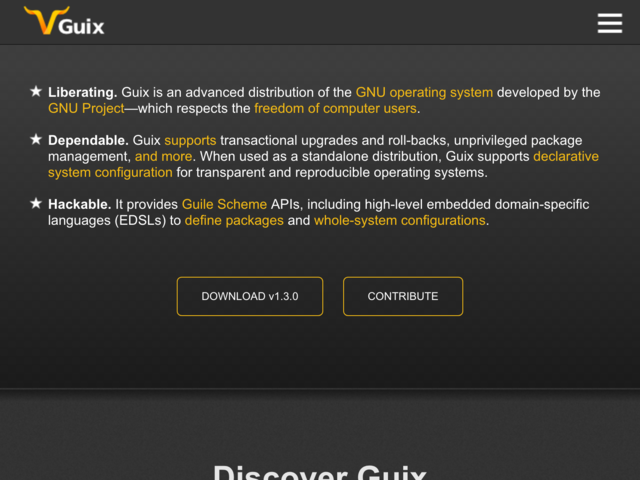 Guix
★ Liberating. Guix is an advanced distribution of the GNU operating system developed by the
GNU Project—which respects the freedom of computer users.
★ Dependable. Guix supports transactional upgrades and roll-backs, unprivileged package
management, and more. When used as a standalone distribution, Guix supports declarative
system configuration for transparent and reproducible operating systems.
★ Hackable. It provides Guile Scheme APIs, including high-level embedded domain-specific
languages (EDSLs) to define packages and whole-system configurations.
DOWNLOAD v1.3.0
CONTRIBUTE
Discover Guix